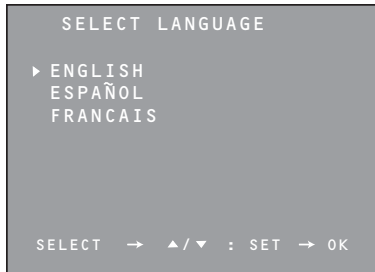 SELECT LANGUAGE
▶ ENGLISH
ESPAÑOL
FRANCAIS
SELECT → ▲/▼ : SET → OK